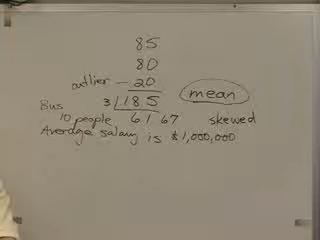 85
80
outlier — 20
3 185 mean
Bus
10 people 61 67 skewed
Average salary is $1,000,000